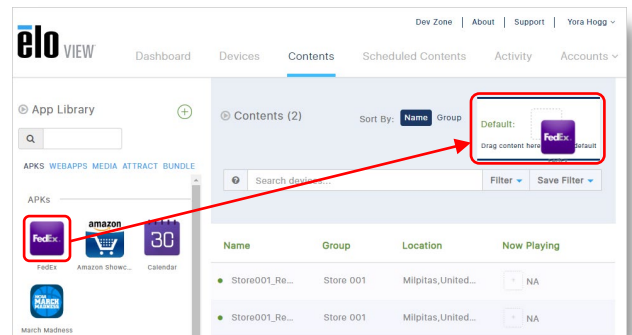 Dev Zone | About | Support | Yora Hogg
elo VIEW
Dashboard Devices Contents Scheduled Contents Activity Accounts
App Library
Contents (2)
Sort By: Name Group
Default:
FedEx.
Drag content here default
APKS WEBAPPS MEDIA ATTRACT BUNDLE
Search devices...
Filter Save Filter
APKs
FedEx.
amazon
30
FedEx
Amazon Showc...
Calendar
NCAA MARCH MADNESS
March Madness
Name Group Location Now Playing
Store001_Re... Store 001 Milpitas,United... NA
Store001_Re... Store 001 Milpitas,United... NA